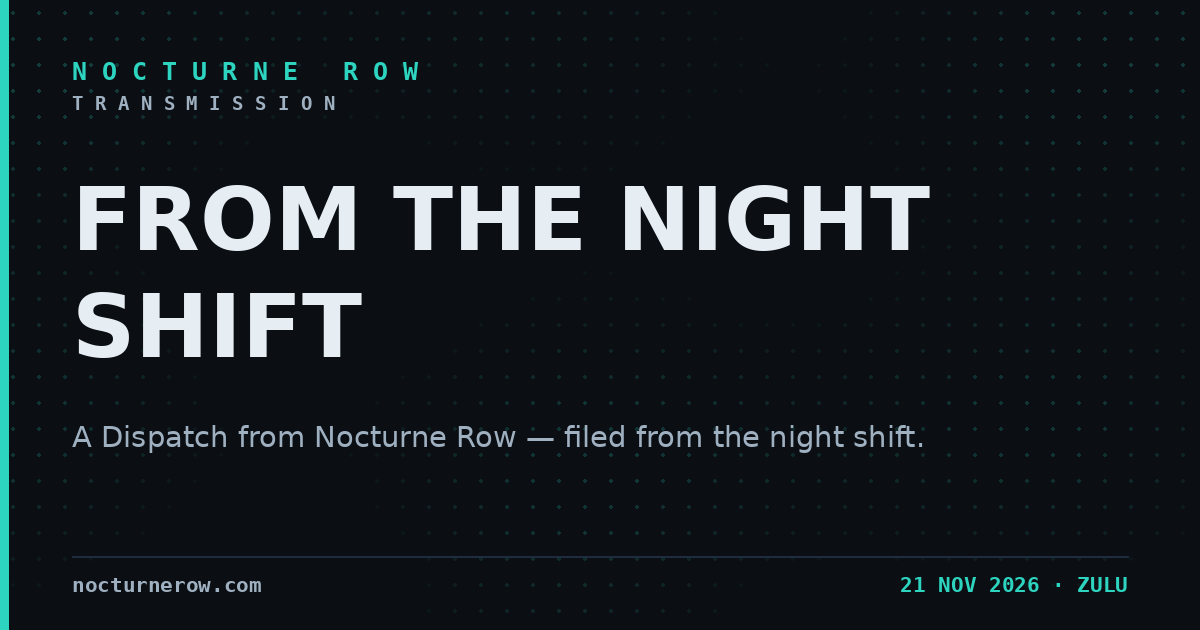 NOCTURNE ROW
TRANSMISSION
FROM THE NIGHT
SHIFT
A Dispatch from Nocturne Row — filed from the night shift.
nocturnerow.com
21 NOV 2026 · ZULU